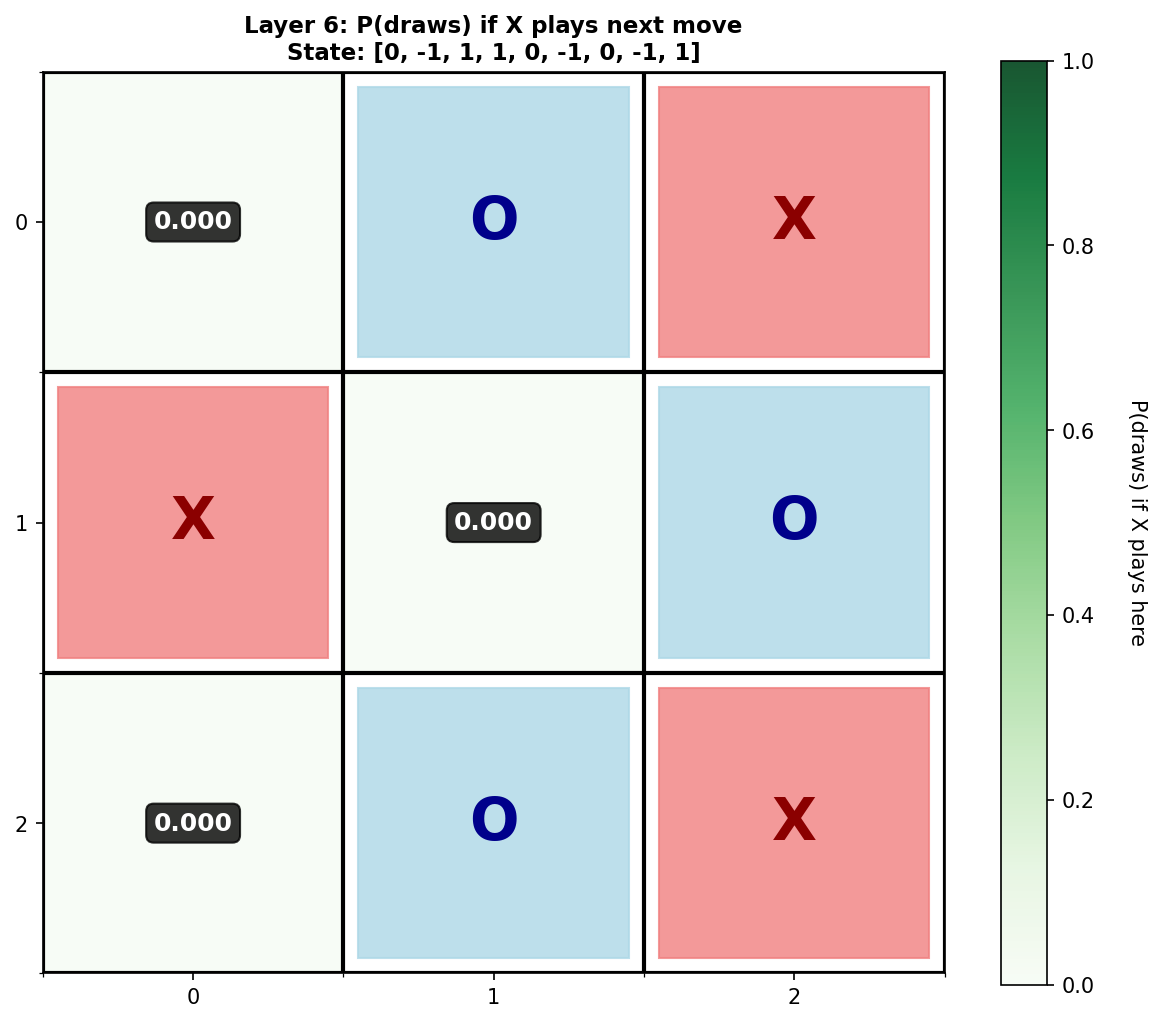 Layer 6: P(draws) if X plays next move
State: [0, -1, 1, 1, 0, -1, 0, -1, 1]
1.0
0.8
0.6
0.4
0.2
0.0
P(draws) if X plays here
0
0.000
O
X
1
X
0.000
O
2
0.000
O
X
0
1
2